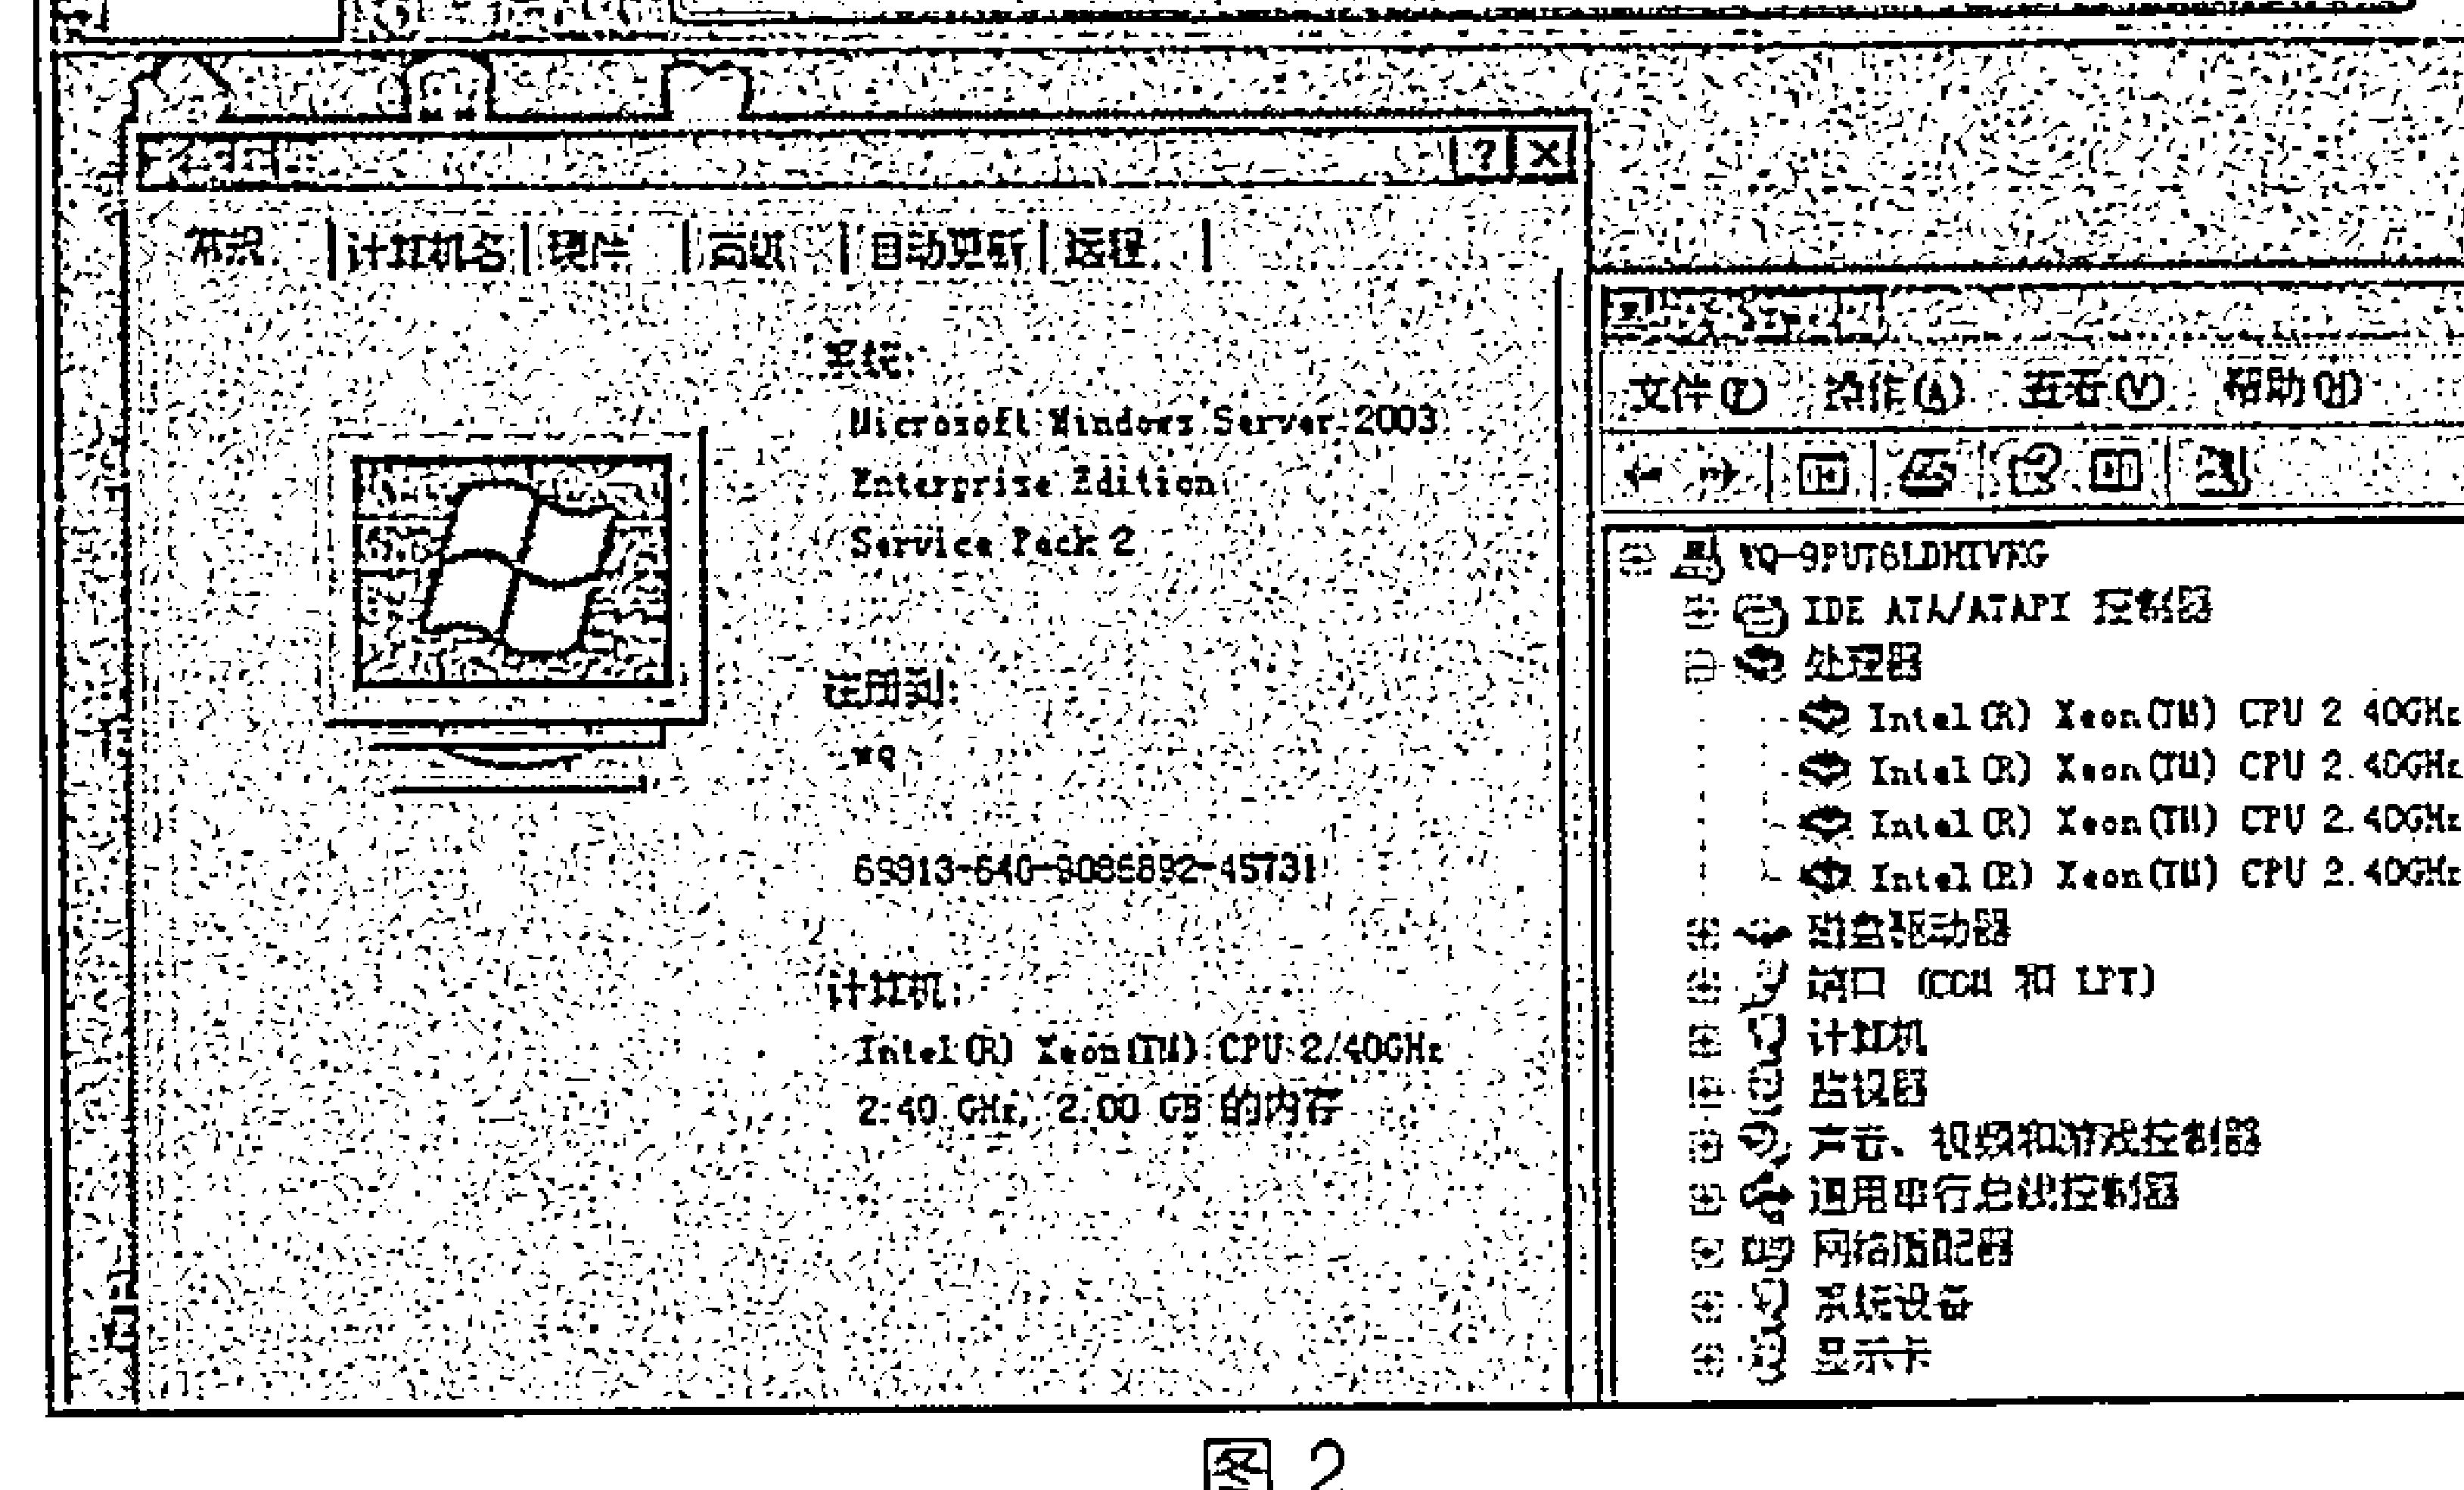 常规 计算机名 硬件 高级 自动更新 远程
系统:
Microsoft Windows Server 2003
Enterprise Edition
Service Pack 2
注册到:
wq
69813-640-9086892-45731
计算机:
Intel(R) Xeon(TM) CPU 2.40GHz
2.40 GHz, 2.00 GB 的内存
文件(F) 操作(A) 查看(V) 帮助(H)
IDE ATA/ATAPI 控制器
处理器
Intel(R) Xeon(TM) CPU 2.40GHz
Intel(R) Xeon(TM) CPU 2.40GHz
Intel(R) Xeon(TM) CPU 2.40GHz
Intel(R) Xeon(TM) CPU 2.40GHz
磁盘驱动器
端口 (COM 和 LPT)
计算机
监视器
声音、视频和游戏控制器
通用串行总线控制器
网络适配器
系统设备
显示卡
图 2